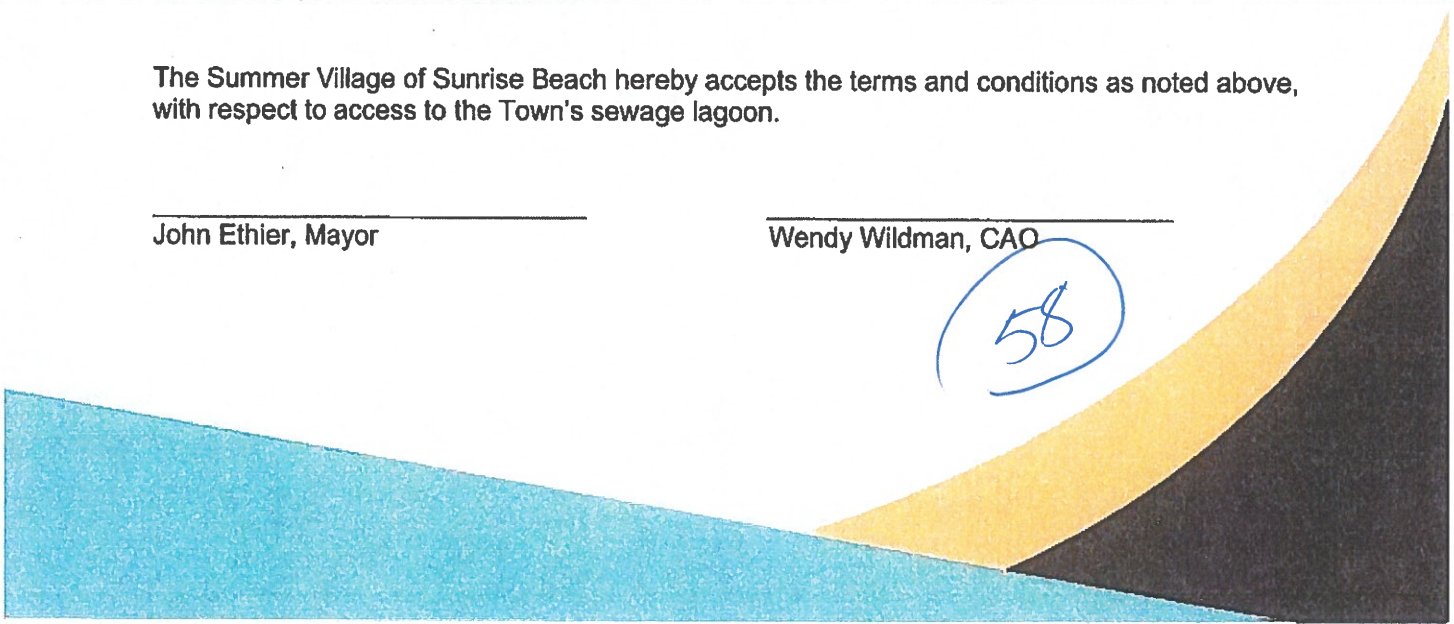 The Summer Village of Sunrise Beach hereby accepts the terms and conditions as noted above,
with respect to access to the Town's sewage lagoon.
John Ethier, Mayor
Wendy Wildman, CAO
58